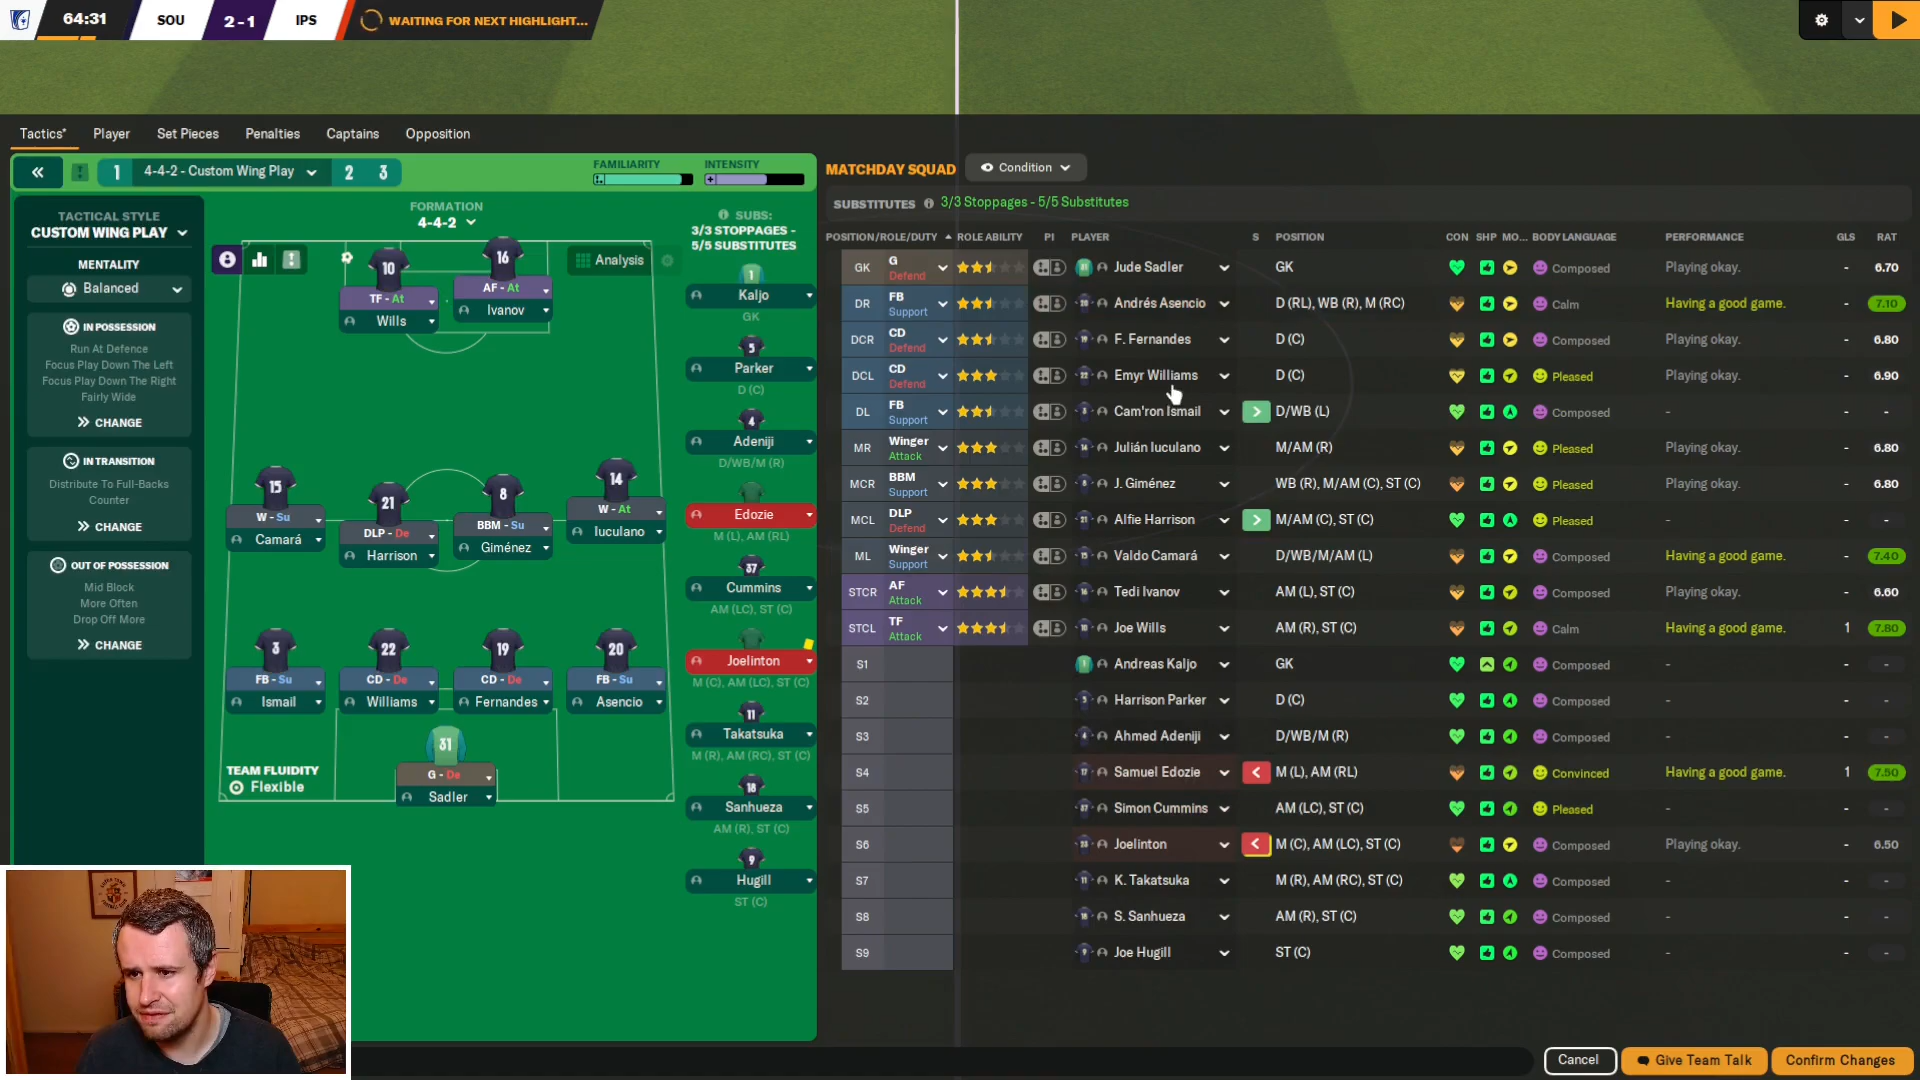 64:31 SOU 2 - 1 IPS WAITING FOR NEXT HIGHLIGHT...
Tactics* Player Set Pieces Penalties Captains Opposition
1 4-4-2 - Custom Wing Play 2 3
FAMILIARITY INTENSITY
TACTICAL STYLE
CUSTOM WING PLAY
MENTALITY
Balanced
IN POSSESSION
Run At Defence
Focus Play Down The Left
Focus Play Down The Right
Fairly Wide
CHANGE
IN TRANSITION
Distribute To Full-Backs
Counter
CHANGE
OUT OF POSSESSION
Mid Block
More Often
Drop Off More
CHANGE
FORMATION
4-4-2
Analysis
10 16
TF - At AF - At
Wills Ivanov
15 21 8 14
W - Su DLP - De BBM - Su W - At
Camará Harrison Giménez Iuculano
3 22 19 20
FB - Su CD - De CD - De FB - Su
Ismail Williams Fernandes Asencio
31
G - De
Sadler
TEAM FLUIDITY
Flexible
SUBS:
3/3 STOPPAGES -
5/5 SUBSTITUTES
1
Kaljo
GK
5
Parker
D (C)
4
Adeniji
D/WB/M (R)
Edozie
M (L), AM (RL)
37
Cummins
AM (LC), ST (C)
Joelinton
M (C), AM (LC), ST (C)
11
Takatsuka
M (R), AM (RC), ST (C)
18
Sanhueza
AM (R), ST (C)
9
Hugill
ST (C)
MATCHDAY SQUAD Condition
SUBSTITUTES 3/3 Stoppages - 5/5 Substitutes
POSITION/ROLE/DUTY ROLE ABILITY PI PLAYER S POSITION CON SHP MO... BODY LANGUAGE PERFORMANCE GLS RAT
GK G Defend Jude Sadler GK Composed Playing okay. - 6.70
DR FB Support Andrés Asencio D (RL), WB (R), M (RC) Calm Having a good game. - 7.10
DCR CD Defend F. Fernandes D (C) Composed Playing okay. - 6.80
DCL CD Defend Emyr Williams D (C) Pleased Playing okay. - 6.90
DL FB Support Cam'ron Ismail D/WB (L) Composed - - -
MR Winger Attack Julián Iuculano M/AM (R) Pleased Playing okay. - 6.80
MCR BBM Support J. Giménez WB (R), M/AM (C), ST (C) Pleased Playing okay. - 6.80
MCL DLP Defend Alfie Harrison M/AM (C), ST (C) Pleased - - -
ML Winger Support Valdo Camará D/WB/M/AM (L) Composed Having a good game. - 7.40
STCR AF Attack Tedi Ivanov AM (L), ST (C) Composed Playing okay. - 6.60
STCL TF Attack Joe Wills AM (R), ST (C) Calm Having a good game. 1 7.80
S1 Andreas Kaljo GK Composed - - -
S2 Harrison Parker D (C) Composed - - -
S3 Ahmed Adeniji D/WB/M (R) Composed - - -
S4 Samuel Edozie M (L), AM (RL) Convinced Having a good game. 1 7.50
S5 Simon Cummins AM (LC), ST (C) Pleased - - -
S6 Joelinton M (C), AM (LC), ST (C) Composed Playing okay. - 6.50
S7 K. Takatsuka M (R), AM (RC), ST (C) Composed - - -
S8 S. Sanhueza AM (R), ST (C) Composed - - -
S9 Joe Hugill ST (C) Composed - - -
Cancel Give Team Talk Confirm Changes